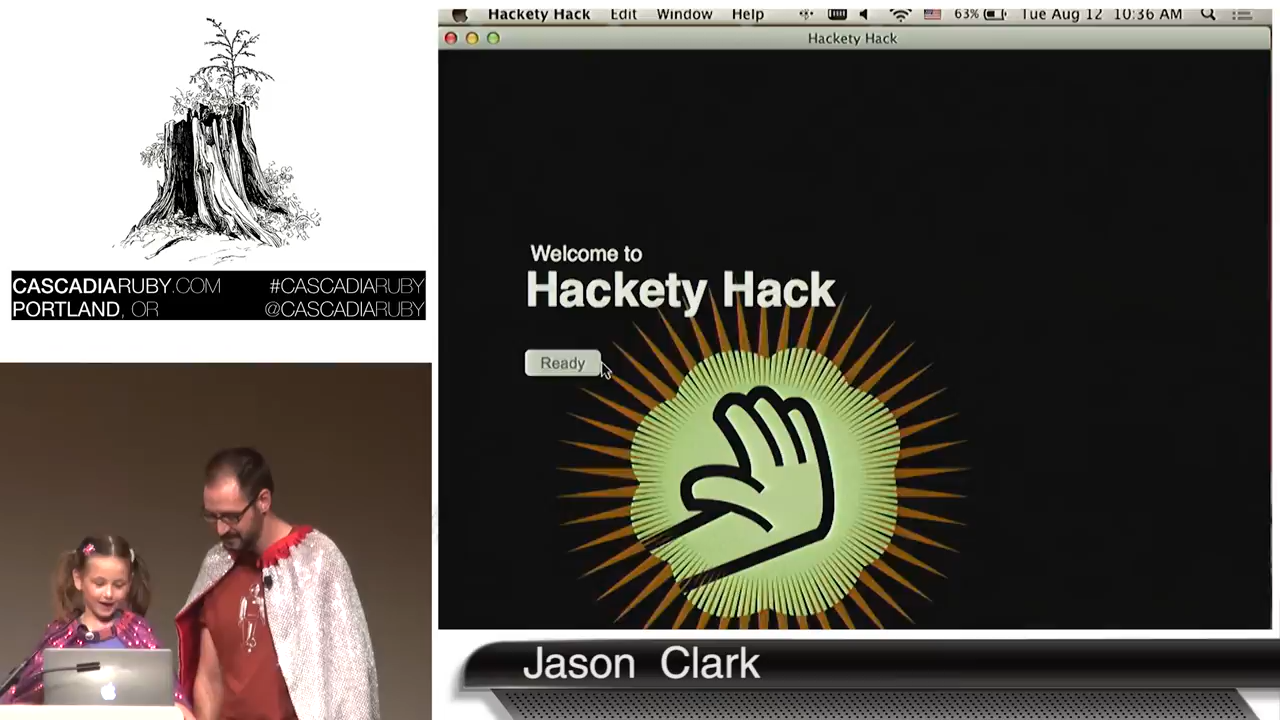 CASCADIARUBY.COM #CASCADIARUBY
PORTLAND, OR @CASCADIARUBY
Hackety Hack Edit Window Help 63% Tue Aug 12 10:36 AM
Hackety Hack
Welcome to
Hackety Hack
Ready
Jason Clark